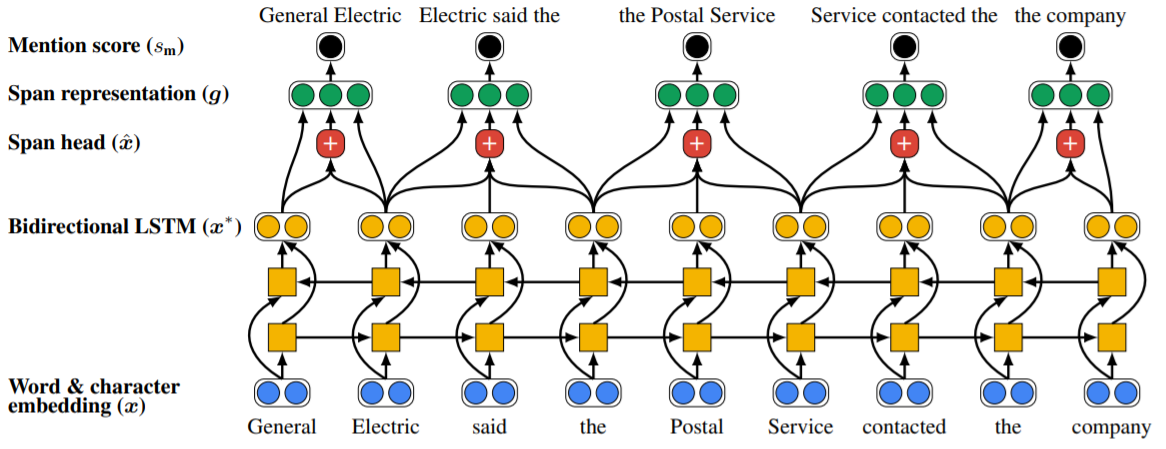 General Electric Electric said the the Postal Service Service contacted the the company
Mention score (sₘ)
Span representation (g)
+ + + + +
Span head (x̂)
Bidirectional LSTM (x*)
Word & character
embedding (x)
General Electric said the Postal Service contacted the company